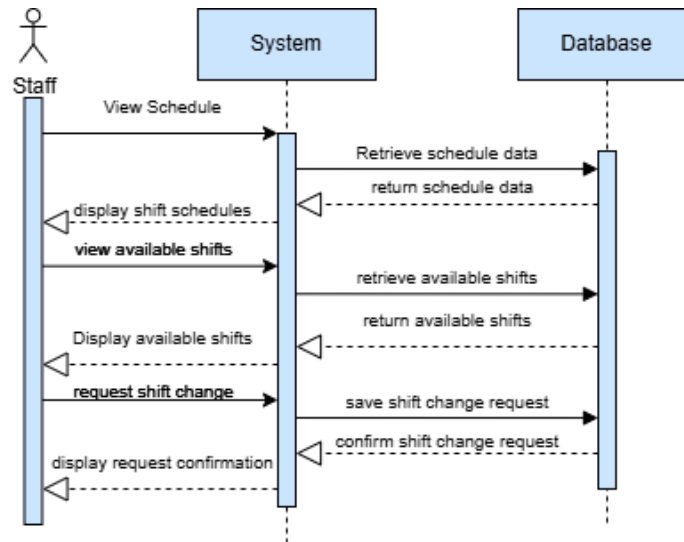 System
Database
Staff
View Schedule
Retrieve schedule data
return schedule data
display shift schedules
view available shifts
retrieve available shifts
return available shifts
Display available shifts
request shift change
save shift change request
confirm shift change request
display request confirmation